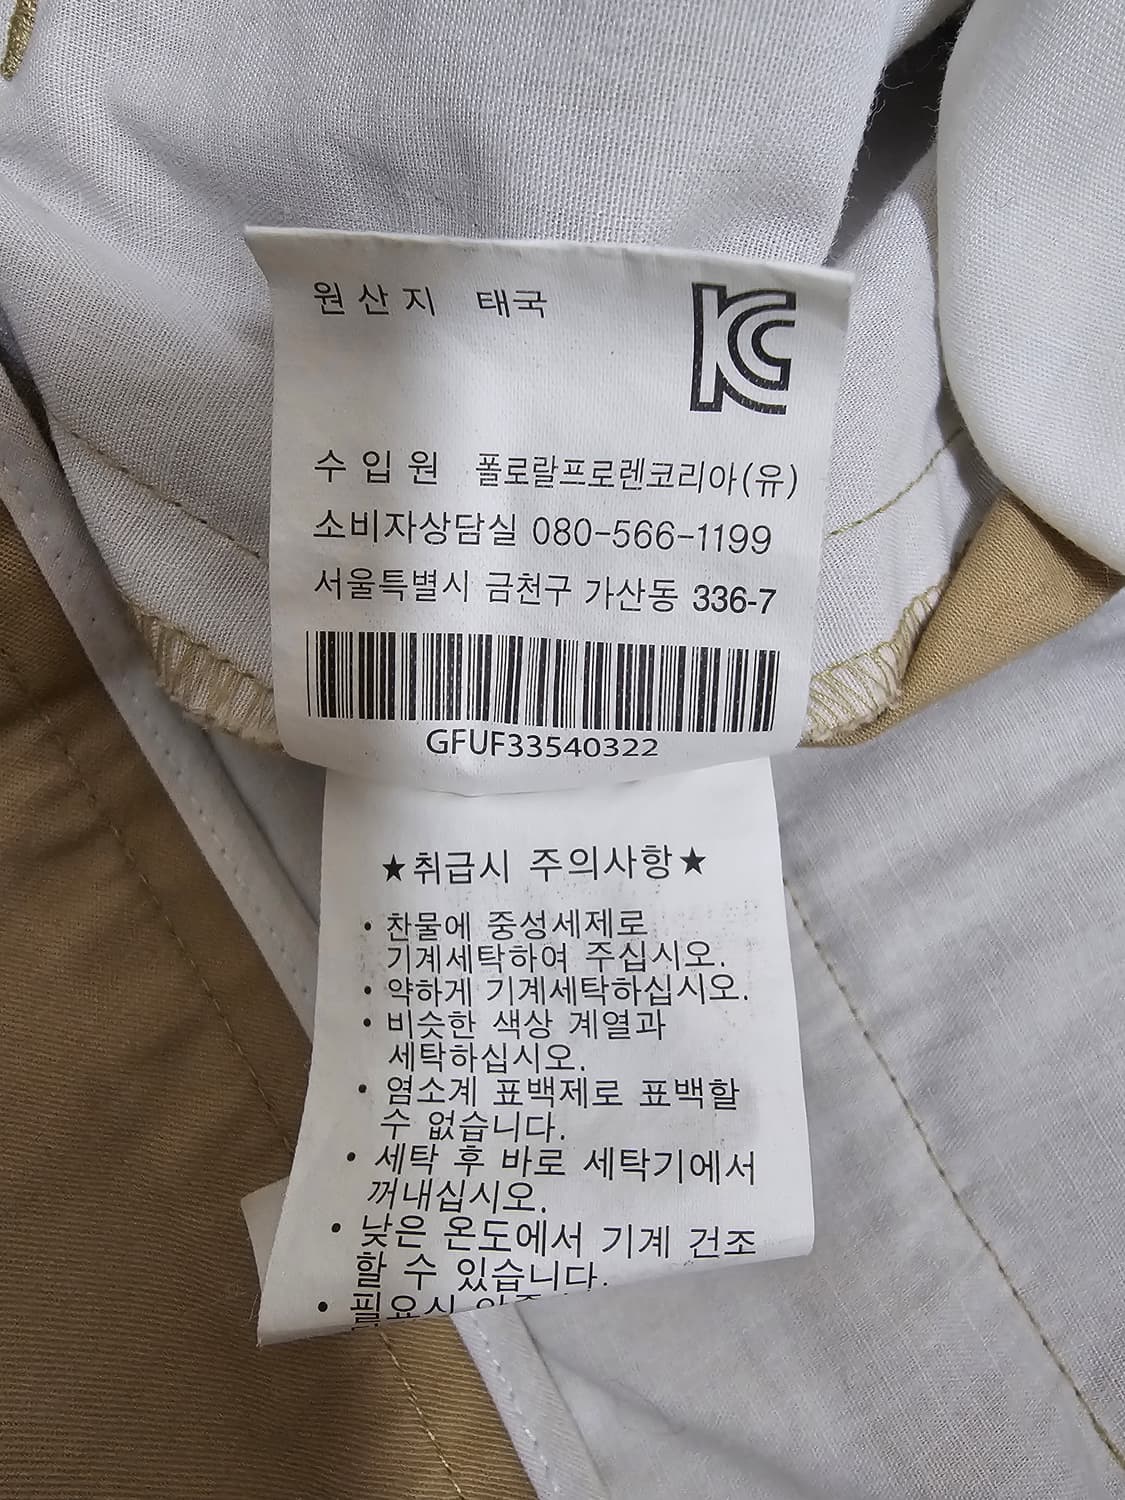 원산지 태국
KC
수입원 폴로랄프로렌코리아(유)
소비자상담실 080-566-1199
서울특별시 금천구 가산동 336-7
GFUF33540322
★취급시 주의사항★
• 찬물에 중성세제로
기계세탁하여 주십시오.
• 약하게 기계세탁하십시오.
• 비슷한 색상 계열과
세탁하십시오.
• 염소계 표백제로 표백할
수 없습니다.
• 세탁 후 바로 세탁기에서
꺼내십시오.
• 낮은 온도에서 기계 건조
할 수 있습니다.
• 필요시